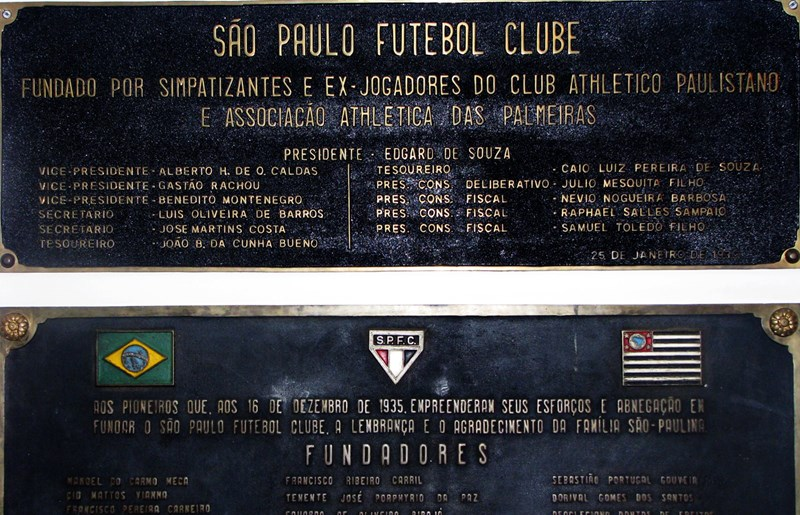 SÃO PAULO FUTEBOL CLUBE
FUNDADO POR SIMPATIZANTES E EX-JOGADORES DO CLUB ATHLETICO PAULISTANO
E ASSOCIAÇÃO ATHLETICA DAS PALMEIRAS
PRESIDENTE - EDGARD DE SOUZA
VICE-PRESIDENTE - ALBERTO H. DE O. CALDAS
VICE-PRESIDENTE - GASTÃO RACHOU
VICE-PRESIDENTE - BENEDITO MONTENEGRO
SECRETARIO - LUIS OLIVEIRA DE BARROS
SECRETARIO - JOSE MARTINS COSTA
TESOUREIRO - JOÃO B. DA CUNHA BUENO
TESOUREIRO - CAIO LUIZ PEREIRA DE SOUZA
PRES. CONS. DELIBERATIVO - JULIO MESQUITA FILHO
PRES. CONS. FISCAL - NEVIO NOGUEIRA BARBOSA
PRES. CONS. FISCAL - RAPHAEL SALLES SAMPAIO
PRES. CONS. FISCAL - SAMUEL TOLEDO FILHO
25 DE JANEIRO DE
S.P.F.C.
AOS PIONEIROS QUE, AOS 16 DE DEZEMBRO DE 1935, EMPREENDERAM SEUS ESFORÇOS E ABNEGAÇÃO EM
FUNDAR O SÃO PAULO FUTEBOL CLUBE, A LEMBRANÇA E O AGRADECIMENTO DA FAMÍLIA SÃO-PAULINA
FUNDADORES
MANOEL DO CARMO MECA
CID MATTOS VIANNA
FRANCISCO PEREIRA CARNEIRO
FRANCISCO RIBEIRO CARRIL
TENENTE JOSÉ PORPHYRIO DA PAZ
SEBASTIÃO PORTUGAL GOUVEIA
DORIVAL GOMES DOS SANTOS